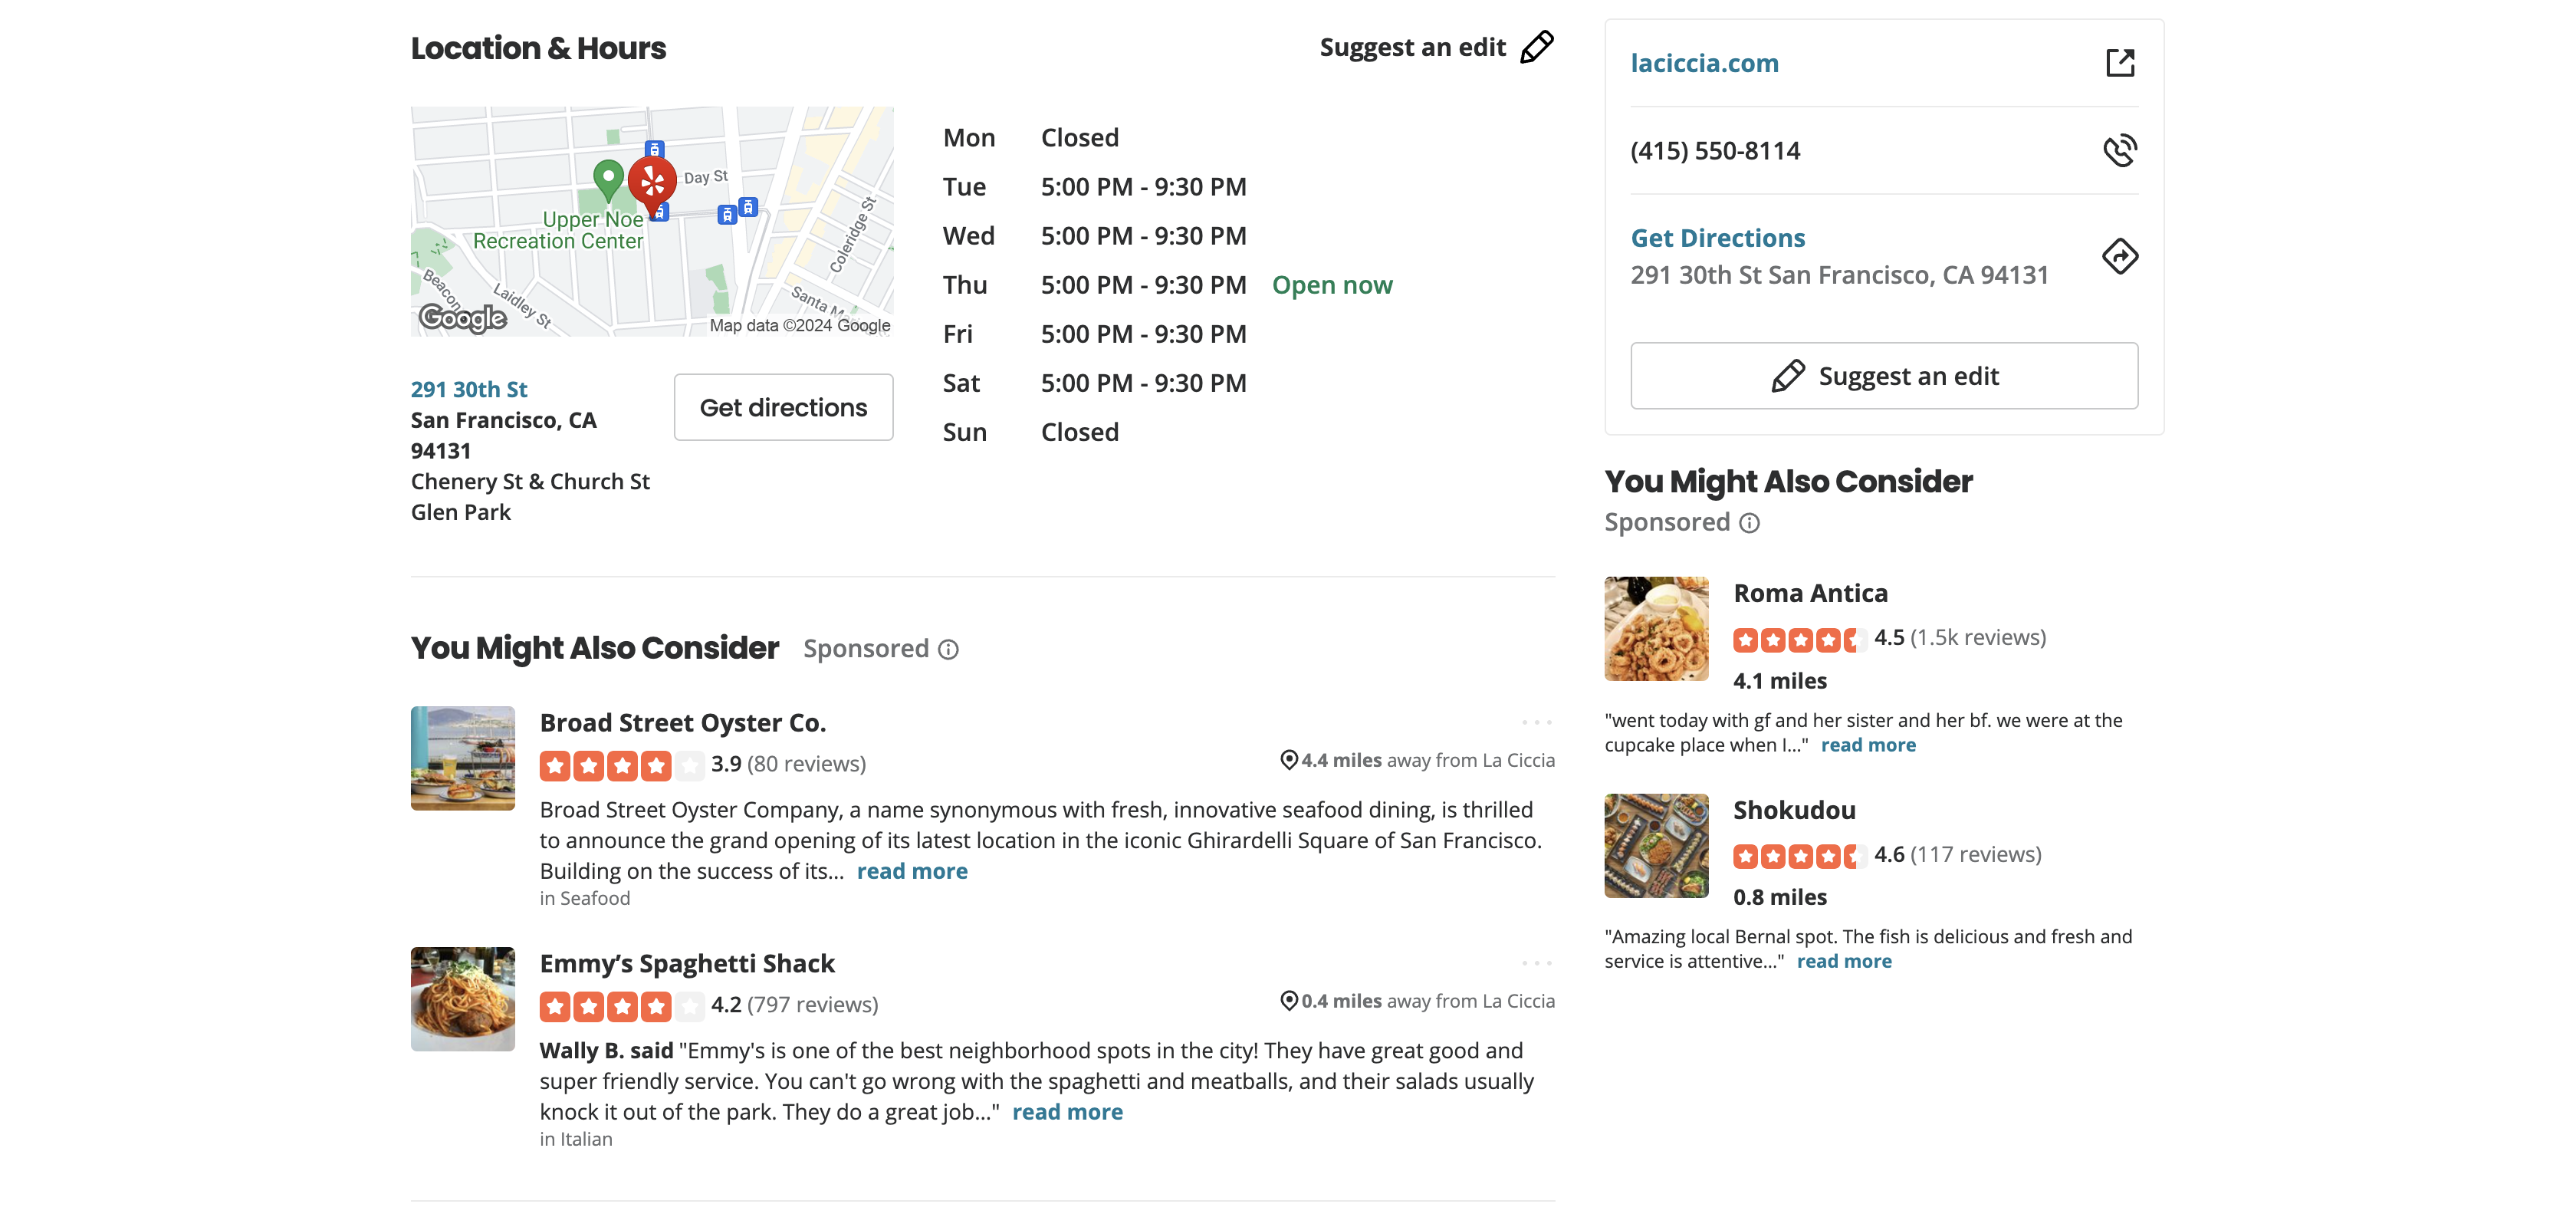 Location & Hours
Suggest an edit
Day St
Upper Noe
Recreation Center
Coleridge St
Beacon
Laidley St
Santa M
Google
Map data ©2024 Google
291 30th St
San Francisco, CA
94131
Chenery St & Church St
Glen Park
Get directions
Mon Closed
Tue 5:00 PM - 9:30 PM
Wed 5:00 PM - 9:30 PM
Thu 5:00 PM - 9:30 PM Open now
Fri 5:00 PM - 9:30 PM
Sat 5:00 PM - 9:30 PM
Sun Closed
You Might Also Consider Sponsored
Broad Street Oyster Co.
3.9 (80 reviews)
4.4 miles away from La Ciccia
Broad Street Oyster Company, a name synonymous with fresh, innovative seafood dining, is thrilled
to announce the grand opening of its latest location in the iconic Ghirardelli Square of San Francisco.
Building on the success of its... read more
in Seafood
Emmy’s Spaghetti Shack
4.2 (797 reviews)
0.4 miles away from La Ciccia
Wally B. said "Emmy's is one of the best neighborhood spots in the city! They have great good and
super friendly service. You can't go wrong with the spaghetti and meatballs, and their salads usually
knock it out of the park. They do a great job..." read more
in Italian
laciccia.com
(415) 550-8114
Get Directions
291 30th St San Francisco, CA 94131
Suggest an edit
You Might Also Consider
Sponsored
Roma Antica
4.5 (1.5k reviews)
4.1 miles
"went today with gf and her sister and her bf. we were at the
cupcake place when I..." read more
Shokudou
4.6 (117 reviews)
0.8 miles
"Amazing local Bernal spot. The fish is delicious and fresh and
service is attentive..." read more